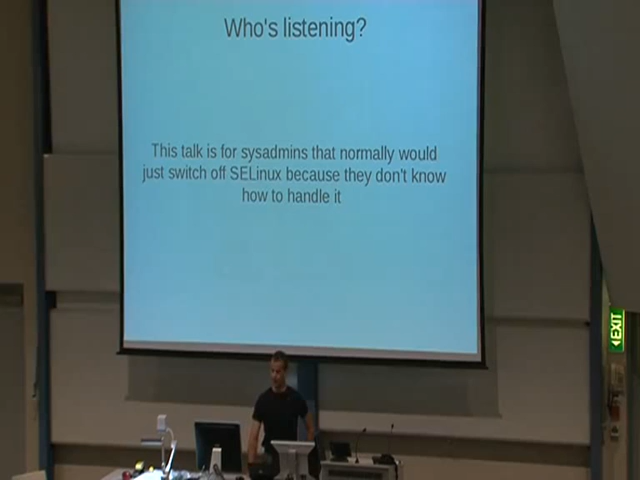 Who's listening?
This talk is for sysadmins that normally would
just switch off SELinux because they don't know
how to handle it
EXIT